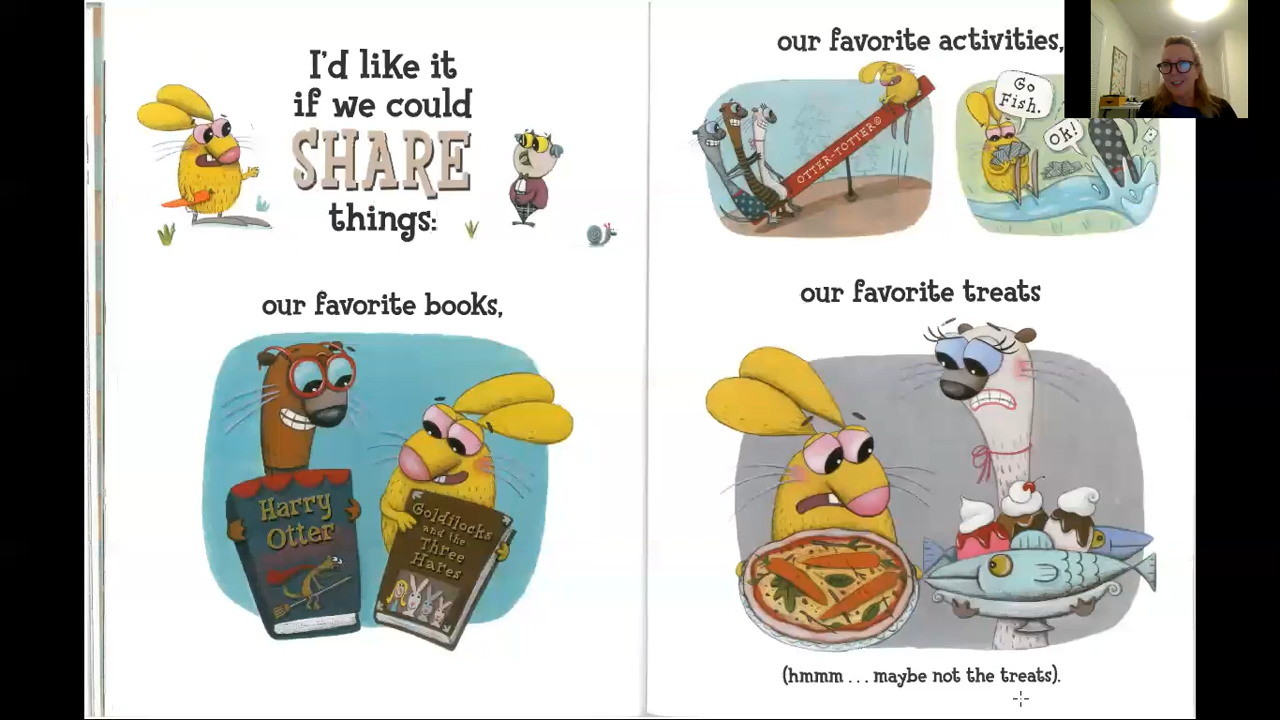 I'd like it
if we could
SHARE
things:
our favorite books,
Harry
Otter
Goldilocks
and the
Three
Hares
our favorite activities,
OTTER-TOTTER©
Go
Fish.
Ok!
our favorite treats
(hmmm . . . maybe not the treats).